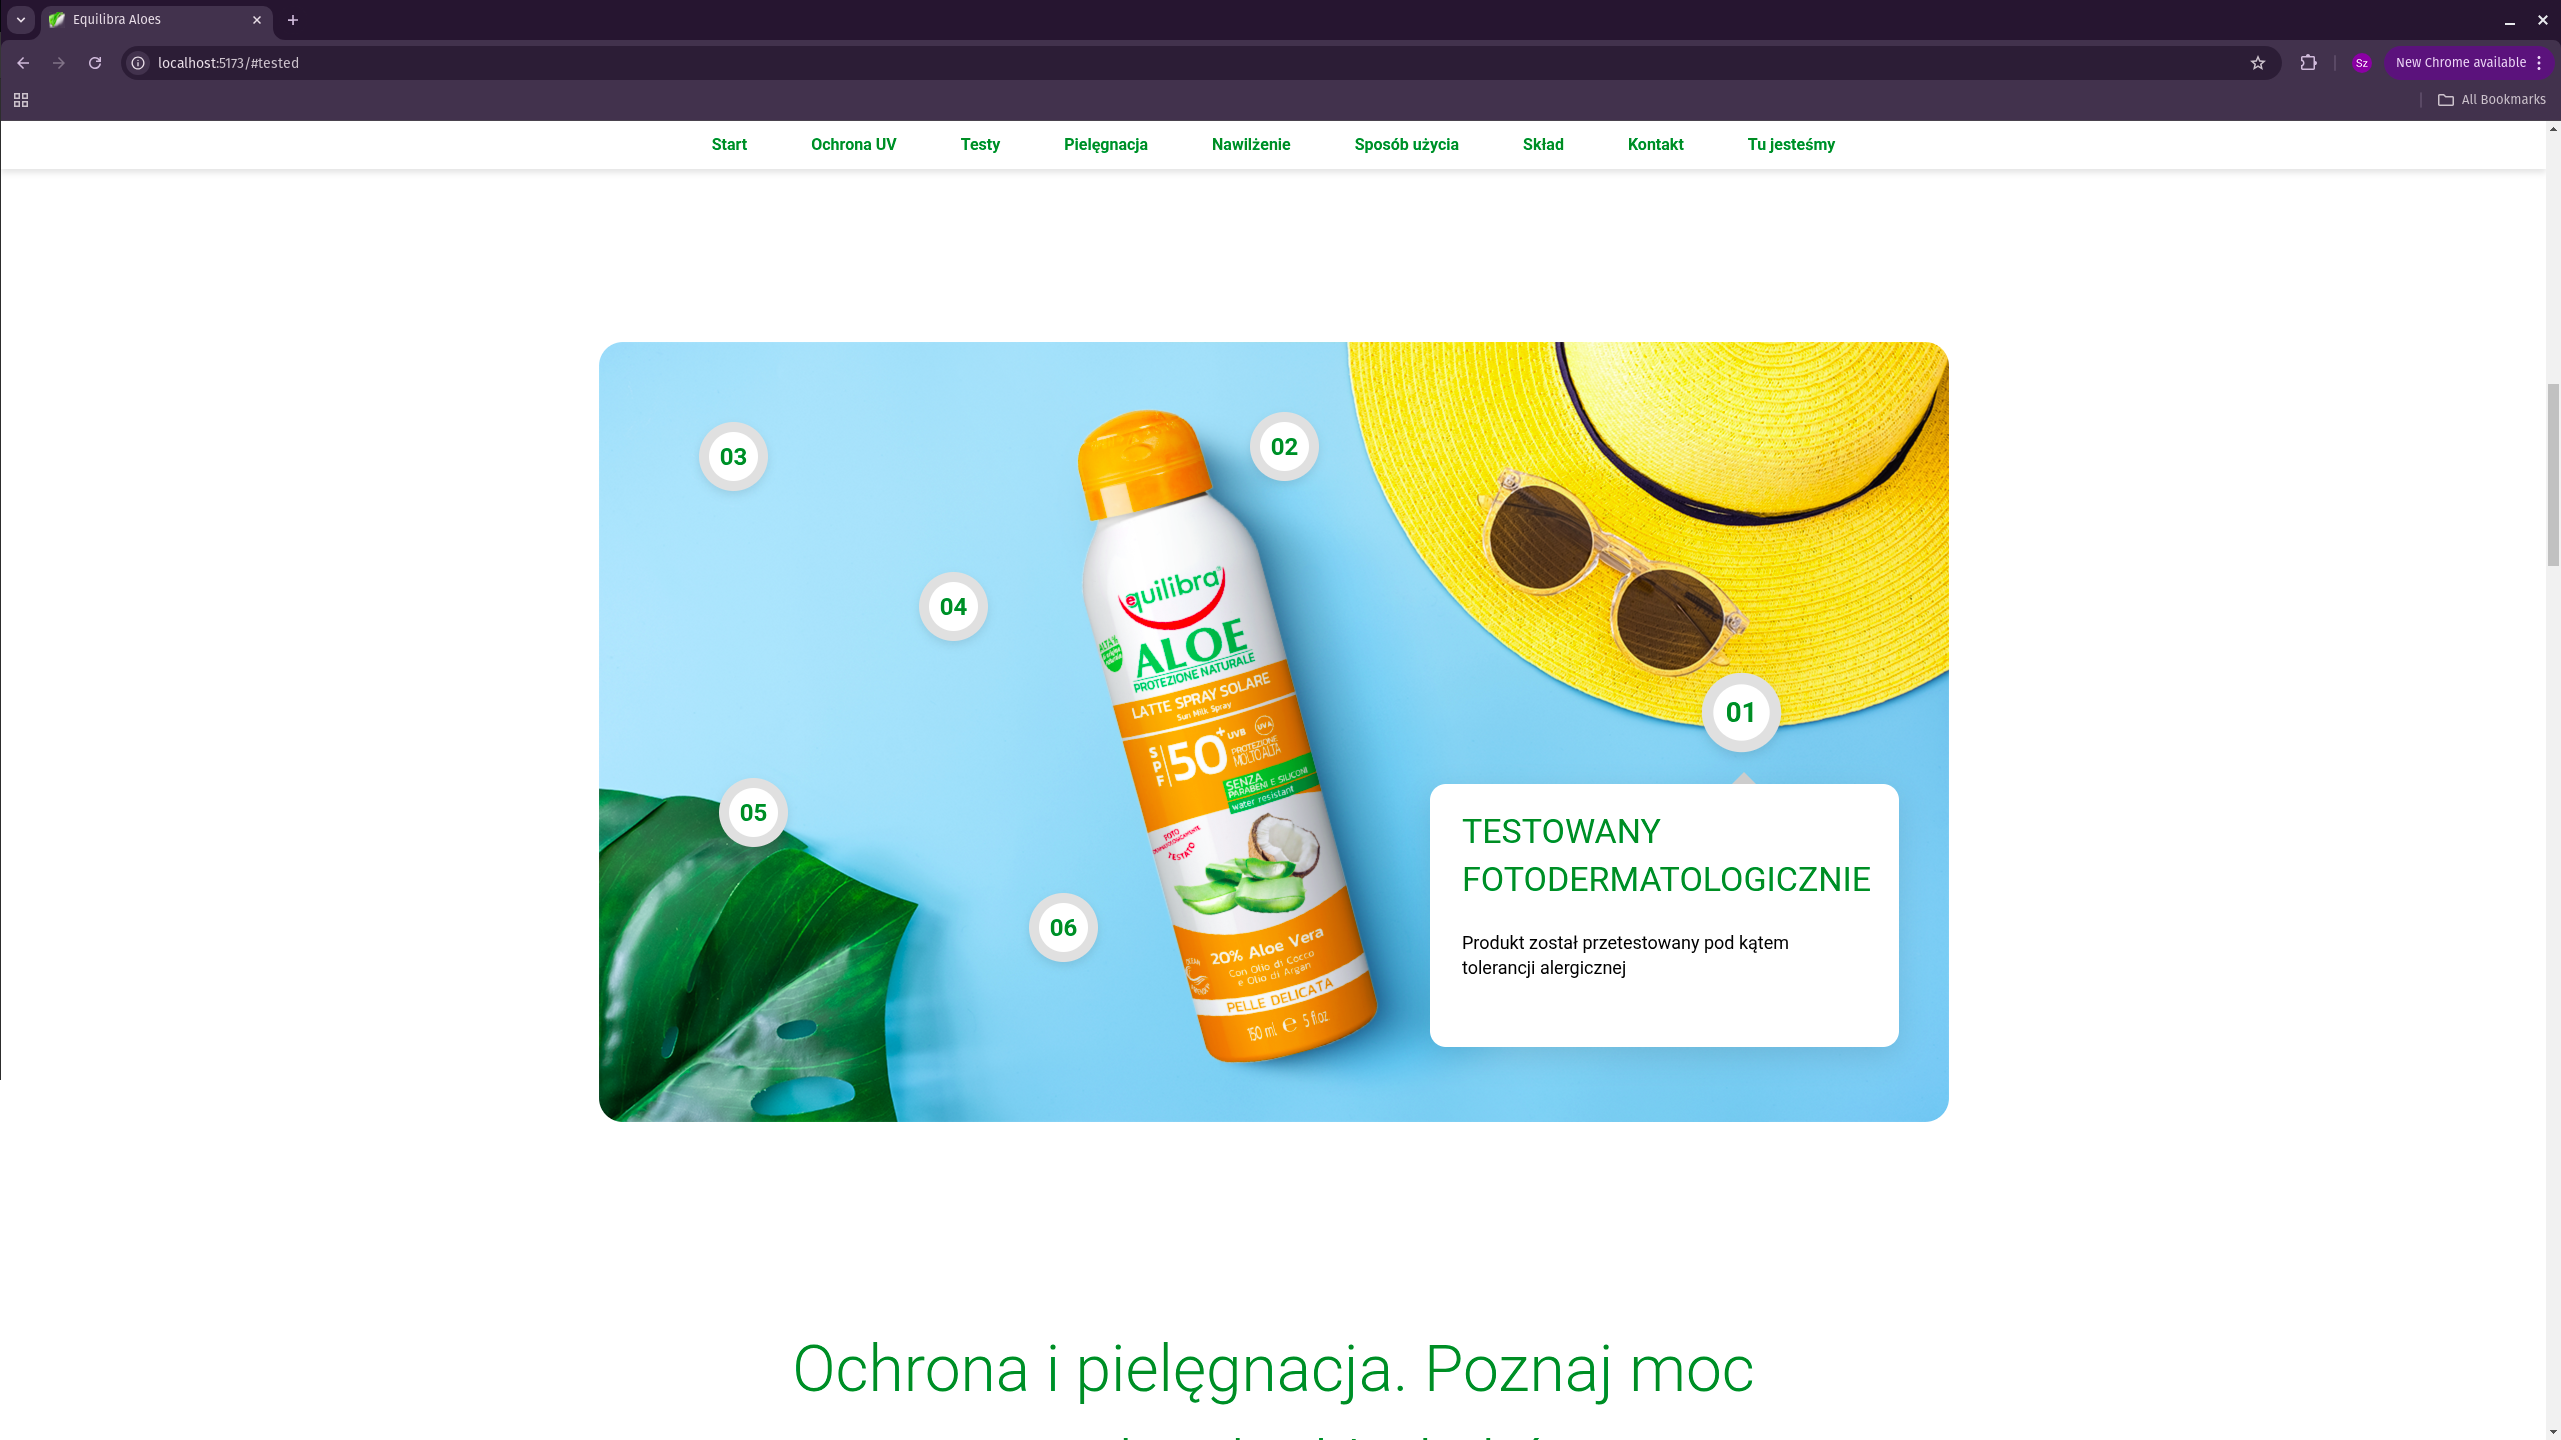 Equilibra Aloes
localhost:5173/#tested
Sz
New Chrome available
All Bookmarks
Start Ochrona UV Testy Pielęgnacja Nawilżenie Sposób użycia Skład Kontakt Tu jesteśmy
03
02
04
equilibra
ALOE
PROTEZIONE NATURALE
LATTE SPRAY SOLARE
Sun Milk Spray
SPF 50+ UVB UVA
PROTEZIONE
MOLTO ALTA
SENZA
PARABENI E SILICONI
water resistant
TESTATO
01
05
06
20% Aloe Vera
Con Olio di Cocco
e Olio di Argan
PELLE DELICATA
150 ml e 5 fl.oz.
TESTOWANY
FOTODERMATOLOGICZNIE
Produkt został przetestowany pod kątem
tolerancji alergicznej
Ochrona i pielęgnacja. Poznaj moc